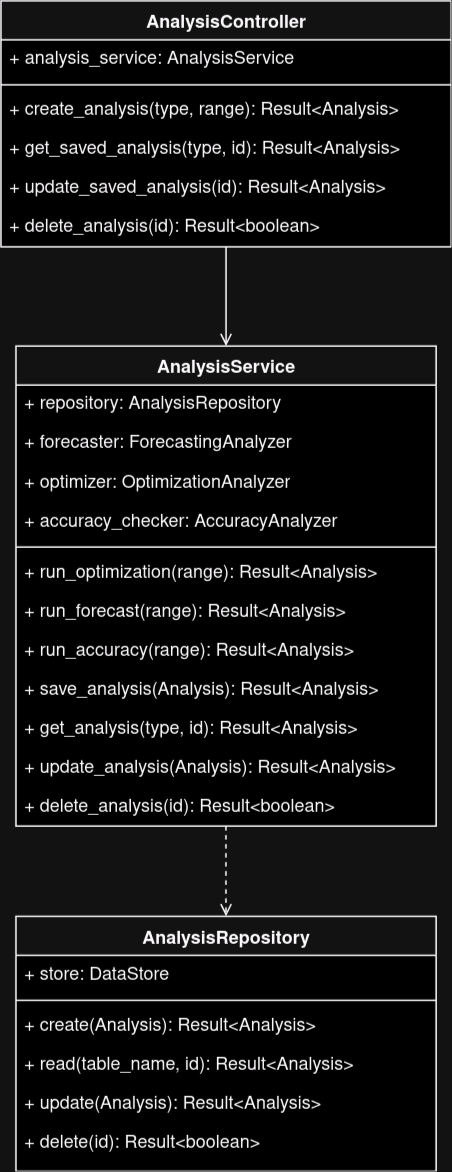 AnalysisController
+ analysis_service: AnalysisService
+ create_analysis(type, range): Result<Analysis>
+ get_saved_analysis(type, id): Result<Analysis>
+ update_saved_analysis(id): Result<Analysis>
+ delete_analysis(id): Result<boolean>
AnalysisService
+ repository: AnalysisRepository
+ forecaster: ForecastingAnalyzer
+ optimizer: OptimizationAnalyzer
+ accuracy_checker: AccuracyAnalyzer
+ run_optimization(range): Result<Analysis>
+ run_forecast(range): Result<Analysis>
+ run_accuracy(range): Result<Analysis>
+ save_analysis(Analysis): Result<Analysis>
+ get_analysis(type, id): Result<Analysis>
+ update_analysis(Analysis): Result<Analysis>
+ delete_analysis(id): Result<boolean>
AnalysisRepository
+ store: DataStore
+ create(Analysis): Result<Analysis>
+ read(table_name, id): Result<Analysis>
+ update(Analysis): Result<Analysis>
+ delete(id): Result<boolean>